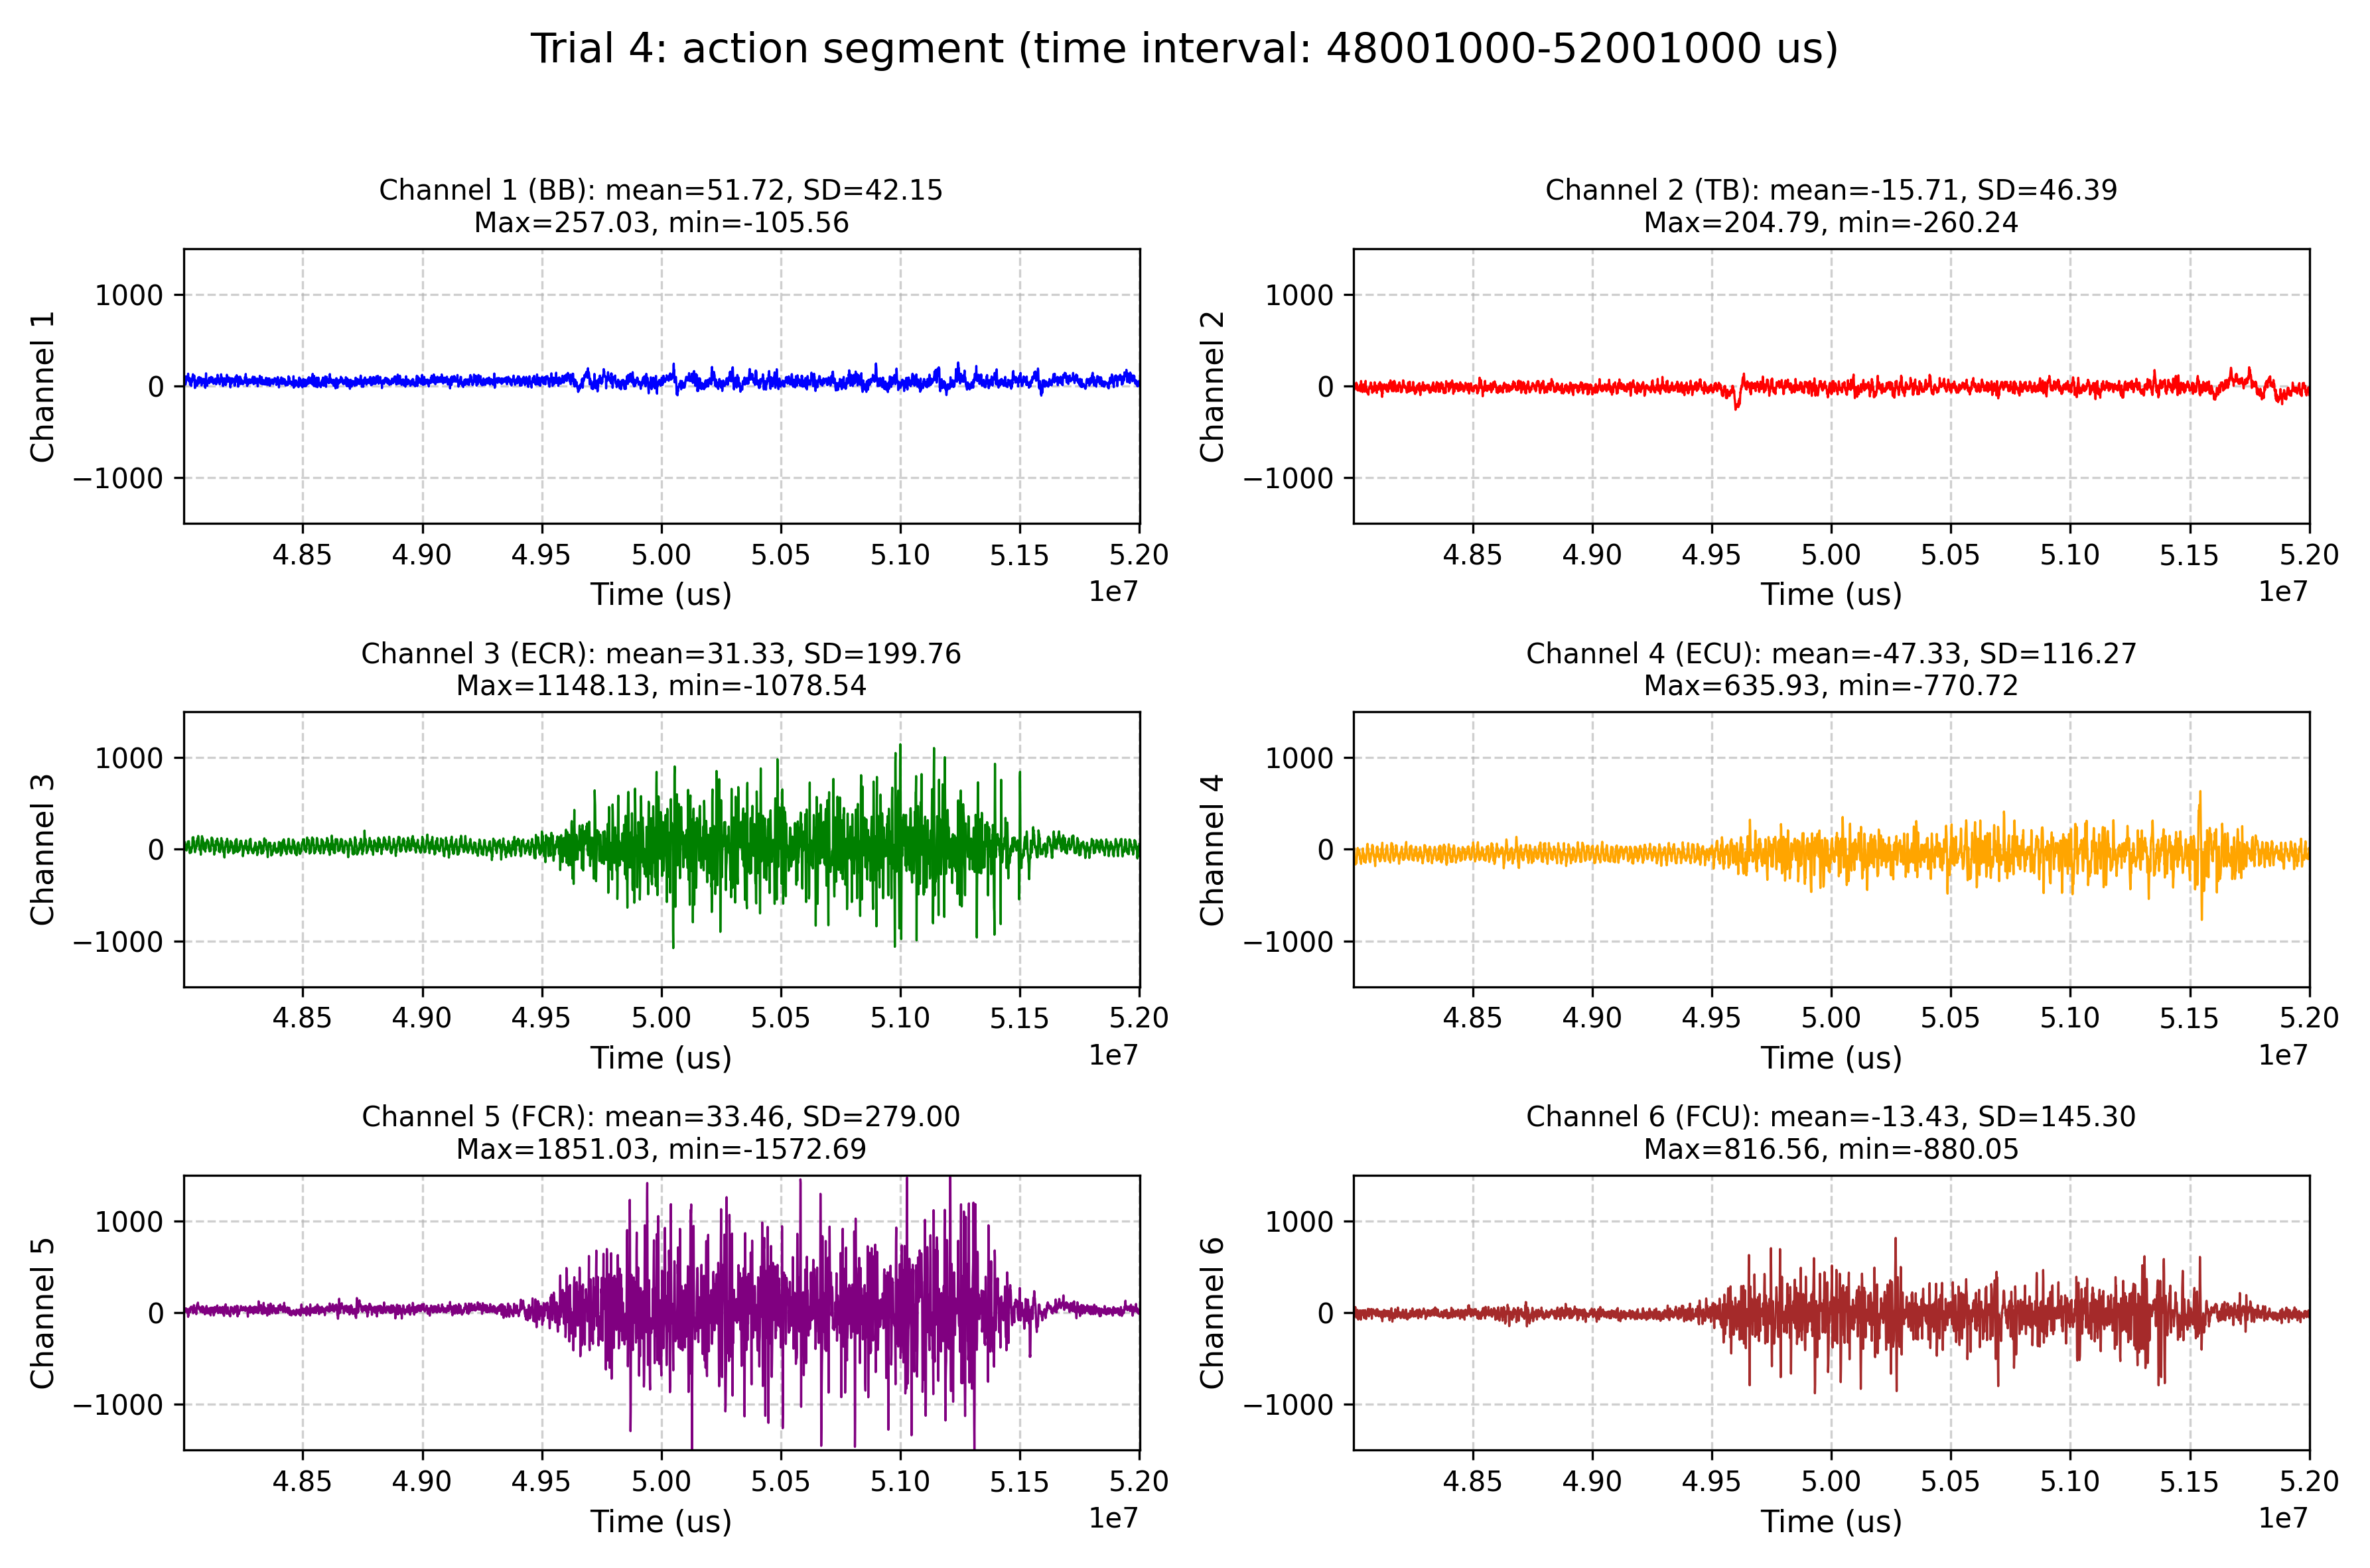 Trial 4: action segment (time interval: 48001000-52001000 us)
Channel 1 (BB): mean=51.72, SD=42.15
Max=257.03, min=-105.56
Channel 1
1000
0
−1000
4.85 4.90 4.95 5.00 5.05 5.10 5.15 5.20
Time (us)
1e7
Channel 2 (TB): mean=-15.71, SD=46.39
Max=204.79, min=-260.24
Channel 2
1000
0
−1000
4.85 4.90 4.95 5.00 5.05 5.10 5.15 5.20
Time (us)
1e7
Channel 3 (ECR): mean=31.33, SD=199.76
Max=1148.13, min=-1078.54
Channel 3
1000
0
−1000
4.85 4.90 4.95 5.00 5.05 5.10 5.15 5.20
Time (us)
1e7
Channel 4 (ECU): mean=-47.33, SD=116.27
Max=635.93, min=-770.72
Channel 4
1000
0
−1000
4.85 4.90 4.95 5.00 5.05 5.10 5.15 5.20
Time (us)
1e7
Channel 5 (FCR): mean=33.46, SD=279.00
Max=1851.03, min=-1572.69
Channel 5
1000
0
−1000
4.85 4.90 4.95 5.00 5.05 5.10 5.15 5.20
Time (us)
1e7
Channel 6 (FCU): mean=-13.43, SD=145.30
Max=816.56, min=-880.05
Channel 6
1000
0
−1000
4.85 4.90 4.95 5.00 5.05 5.10 5.15 5.20
Time (us)
1e7